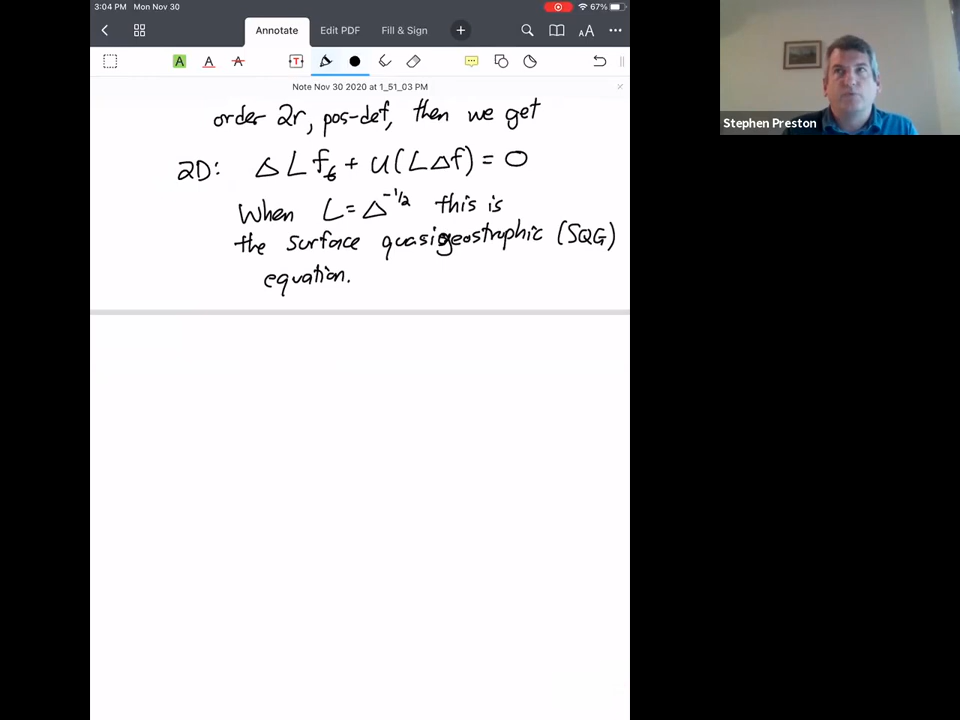 3:04 PM Mon Nov 30
67%
Annotate
Edit PDF
Fill & Sign
Note Nov 30 2020 at 1_51_03 PM
Stephen Preston
order 2r, pos-def, then we get
2D: Δ L f_t + u(LΔf) = 0
When L = Δ^{-1/2} this is
the surface quasigeostrophic (SQG)
equation.